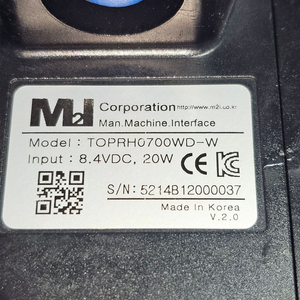 M2I Corporation http://www.m2i.co.kr
Man.Machine.Interface
Model : TOPRH0700WD-W
Input : 8.4VDC, 20W CE
S/N: 5214B12000037
Made In Korea
V.2.0